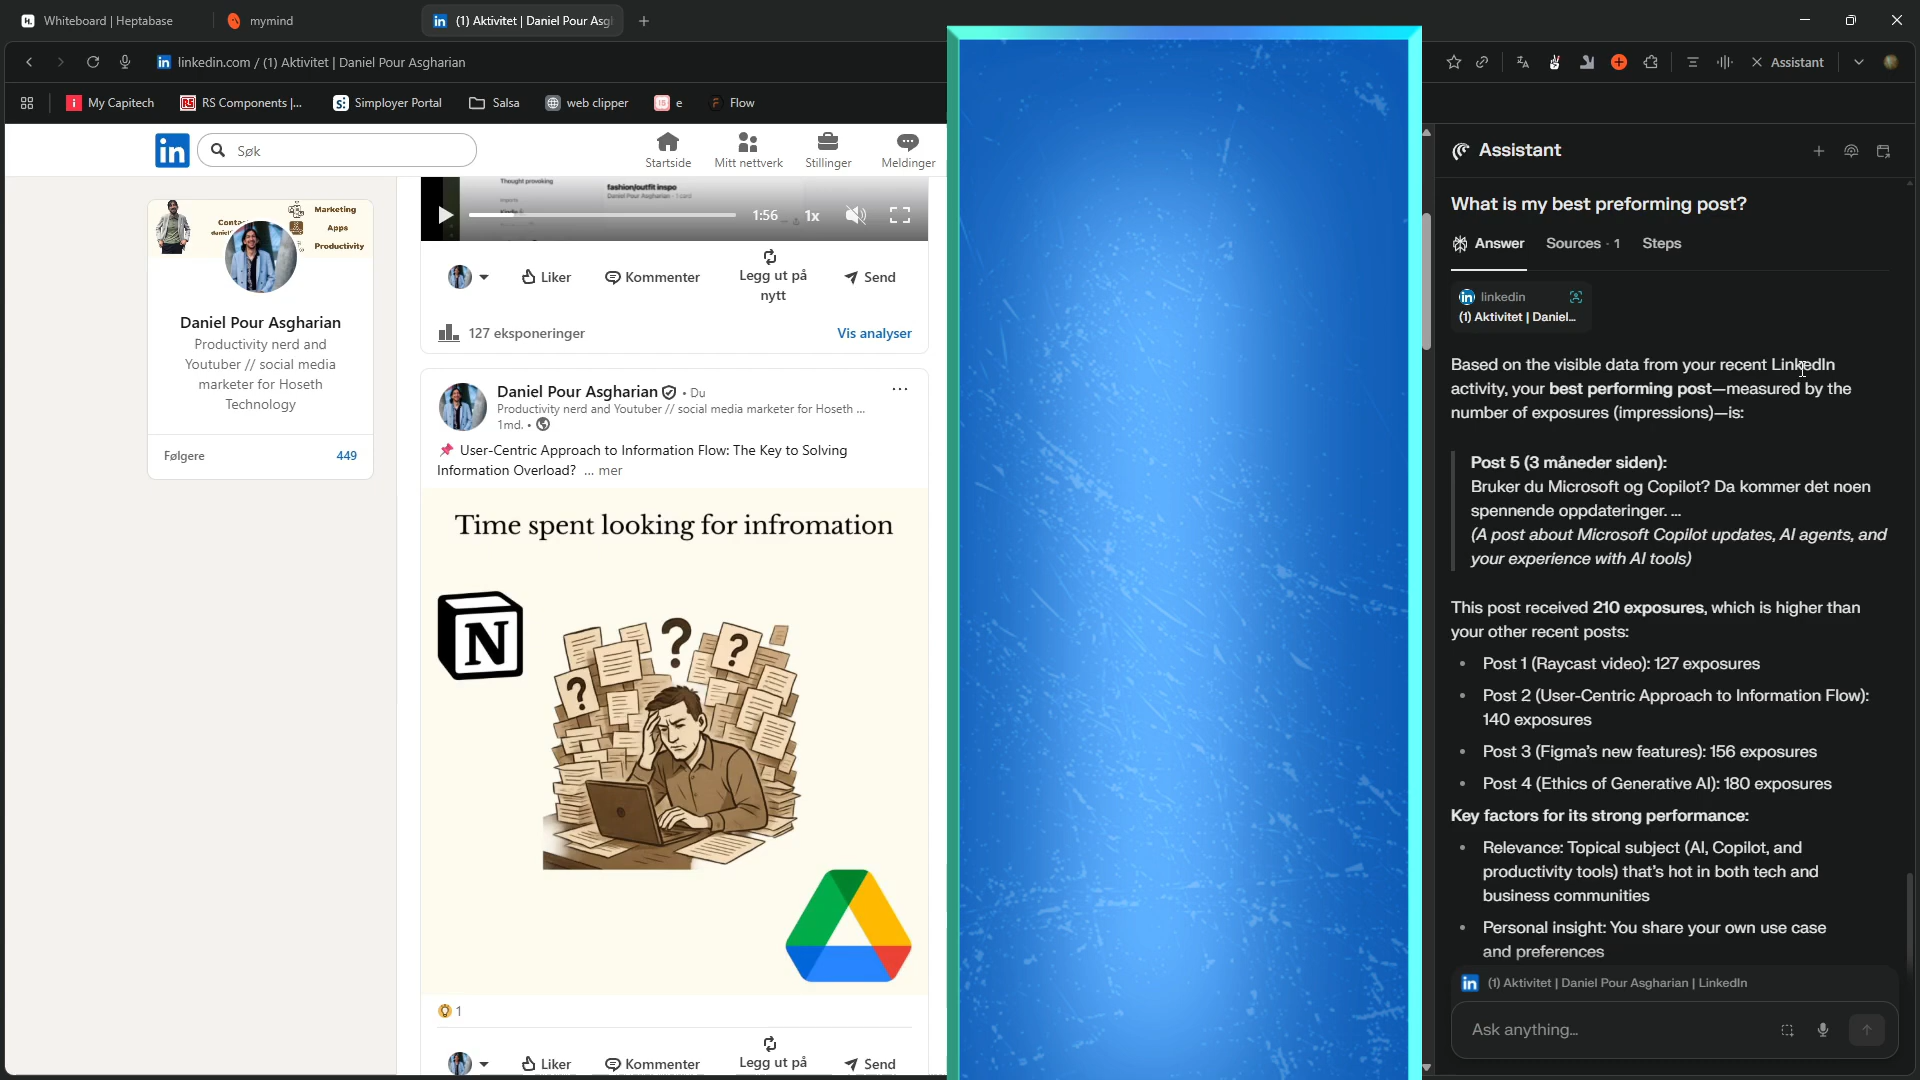 Whiteboard | Heptabase
mymind
(1) Aktivitet | Daniel Pour Asg
linkedin.com / (1) Aktivitet | Daniel Pour Asgharian
Assistant
My Capitech
RS Components |...
Simployer Portal
Salsa
web clipper
e
Flow
Søk
Startside
Mitt nettverk
Stillinger
Meldinger
Marketing
Apps
Productivity
Daniel Pour Asgharian
Productivity nerd and
Youtuber // social media
marketer for Hoseth
Technology
Følgere 449
Thought provoking
fashion/outfit inspo
Daniel Pour Asgharian · 1 card
1:56
1x
Liker
Kommenter
Legg ut på
nytt
Send
127 eksponeringer
Vis analyser
Daniel Pour Asgharian • Du
Productivity nerd and Youtuber // social media marketer for Hoseth ...
1md. •
📌 User-Centric Approach to Information Flow: The Key to Solving
Information Overload? ... mer
Time spent looking for infromation
N
? ? ?
1
Liker
Kommenter
Legg ut på
Send
Assistant
What is my best preforming post?
Answer
Sources · 1
Steps
linkedin
(1) Aktivitet | Daniel...
Based on the visible data from your recent LinkedIn
activity, your best performing post—measured by the
number of exposures (impressions)—is:
Post 5 (3 måneder siden):
Bruker du Microsoft og Copilot? Da kommer det noen
spennende oppdateringer. ...
(A post about Microsoft Copilot updates, AI agents, and
your experience with AI tools)
This post received 210 exposures, which is higher than
your other recent posts:
• Post 1 (Raycast video): 127 exposures
• Post 2 (User-Centric Approach to Information Flow):
140 exposures
• Post 3 (Figma's new features): 156 exposures
• Post 4 (Ethics of Generative AI): 180 exposures
Key factors for its strong performance:
• Relevance: Topical subject (AI, Copilot, and
productivity tools) that's hot in both tech and
business communities
• Personal insight: You share your own use case
and preferences
(1) Aktivitet | Daniel Pour Asgharian | LinkedIn
Ask anything...